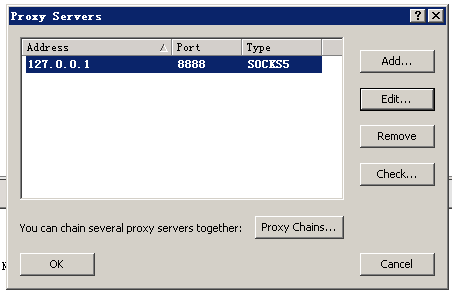 Proxy Servers
Address Port Type
127.0.0.1 8888 SOCKS5
Add...
Edit...
Remove
Check...
You can chain several proxy servers together: Proxy Chains...
OK Cancel